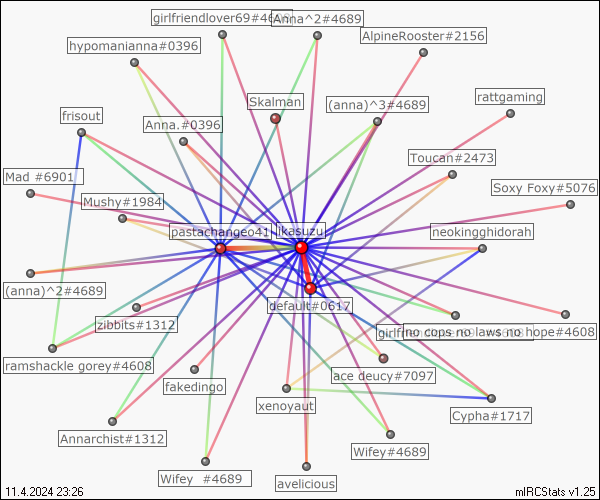 girlfriendlover69#4689
Anna^2#4689
hypomanianna#0396
AlpineRooster#2156
Skalman
(anna)^3#4689
rattgaming
frisout
Anna.#0396
Toucan#2473
Mad #6901
Soxy Foxy#5076
Mushy#1984
pastachangeo41
ikasuzu
neokingghidorah
(anna)^2#4689
default#0617
zibbits#1312
no cops no laws no hope#4608
ramshackle gorey#4608
ace deucy#7097
fakedingo
xenoyaut
Cypha#1717
Annarchist#1312
Wifey#4689
Wifey  #4689
avelicious
11.4.2024 23:26
mIRCStats v1.25